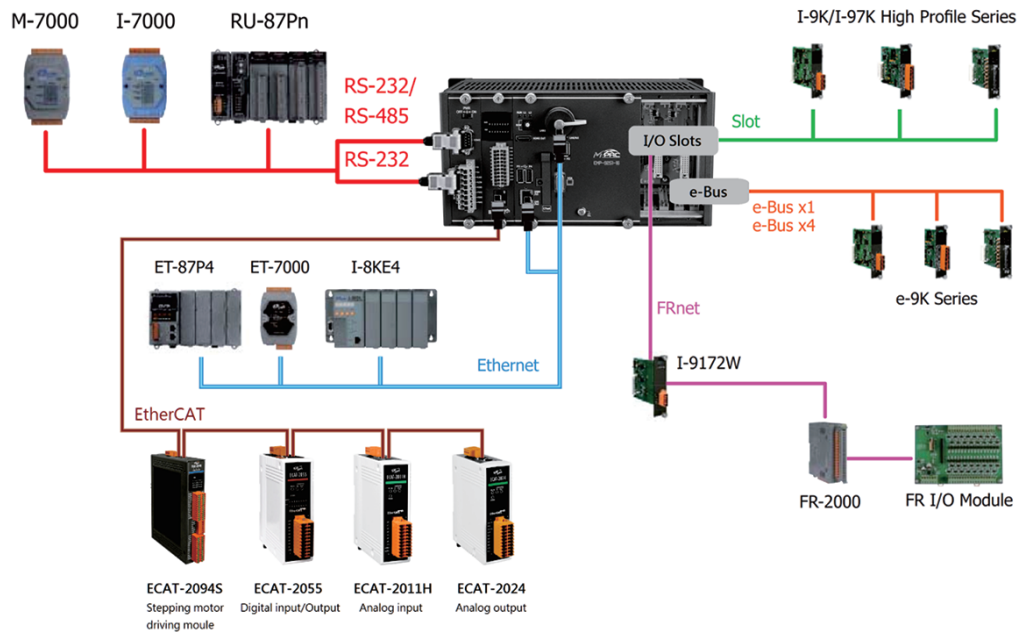 M-7000
I-7000
RU-87Pn
I-9K/I-97K High Profile Series
RS-232/
RS-485
RS-232
Slot
I/O Slots
e-Bus
e-Bus x1
e-Bus x4
e-9K Series
ET-87P4
ET-7000
I-8KE4
Ethernet
FRnet
I-9172W
EtherCAT
FR-2000
FR I/O Module
ECAT-2094S
Stepping motor
driving moule
ECAT-2055
Digital input/Output
ECAT-2011H
Analog input
ECAT-2024
Analog output